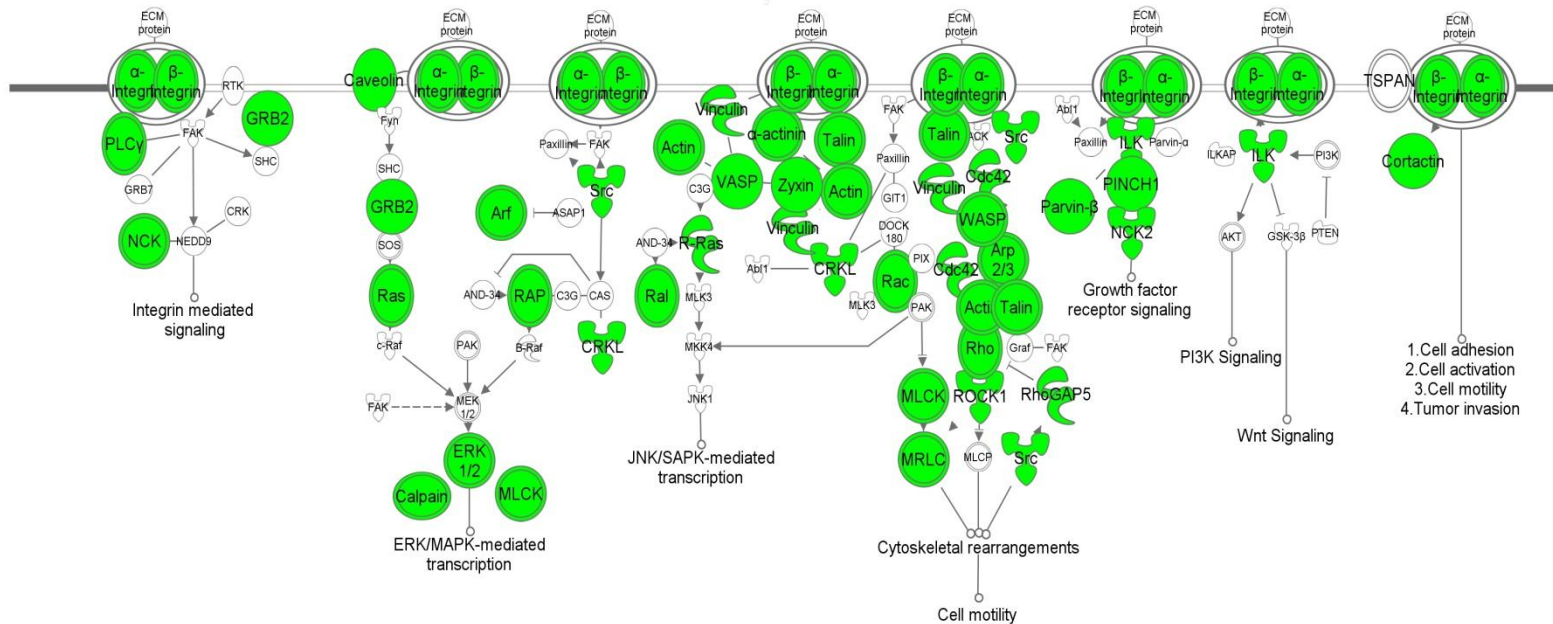 ECM
protein
α-
Integrin
β-
Integrin
RTK
GRB2
PLCγ
FAK
SHC
GRB7
CRK
NCK
NEDD9
Integrin mediated
signaling
Caveolin
ECM
protein
α-
Integrin
β-
Integrin
Fyn
SHC
GRB2
SOS
Ras
c-Raf
PAK
FAK
MEK
1/2
ERK
1/2
Calpain
MLCK
ERK/MAPK-mediated
transcription
ECM
protein
α-
Integrin
β-
Integrin
Paxillin
FAK
Src
Arf
ASAP1
AND-34
RAP
C3G
CAS
B-Raf
CRKL
Actin
C3G
AND-34
R-Ras
Ral
MLK3
MKK4
JNK1
JNK/SAPK-mediated
transcription
ECM
protein
β-
Integrin
α-
Integrin
Vinculin
α-actinin
Talin
VASP
Zyxin
Actin
Vinculin
Abl1
CRKL
FAK
Paxillin
GIT1
DOCK
180
Rac
PIX
MLK3
PAK
MLCK
MRLC
ECM
protein
β-
Integrin
α-
Integrin
Talin
ACK
Src
Cdc42
Vinculin
WASP
Cdc42
Arp
2/3
Actin
Talin
Rho
Graf
FAK
ROCK1
RhoGAP5
MLCP
Src
Cytoskeletal rearrangements
Cell motility
ECM
protein
β-
Integrin
α-
Integrin
Abl1
Paxillin
ILK
Parvin-α
PINCH1
Parvin-β
NCK2
Growth factor
receptor signaling
ECM
protein
β-
Integrin
α-
Integrin
ILKAP
ILK
PI3K
AKT
GSK-3β
PTEN
PI3K Signaling
Wnt Signaling
TSPAN
ECM
protein
β-
Integrin
α-
Integrin
Cortactin
1.Cell adhesion
2.Cell activation
3.Cell motility
4.Tumor invasion